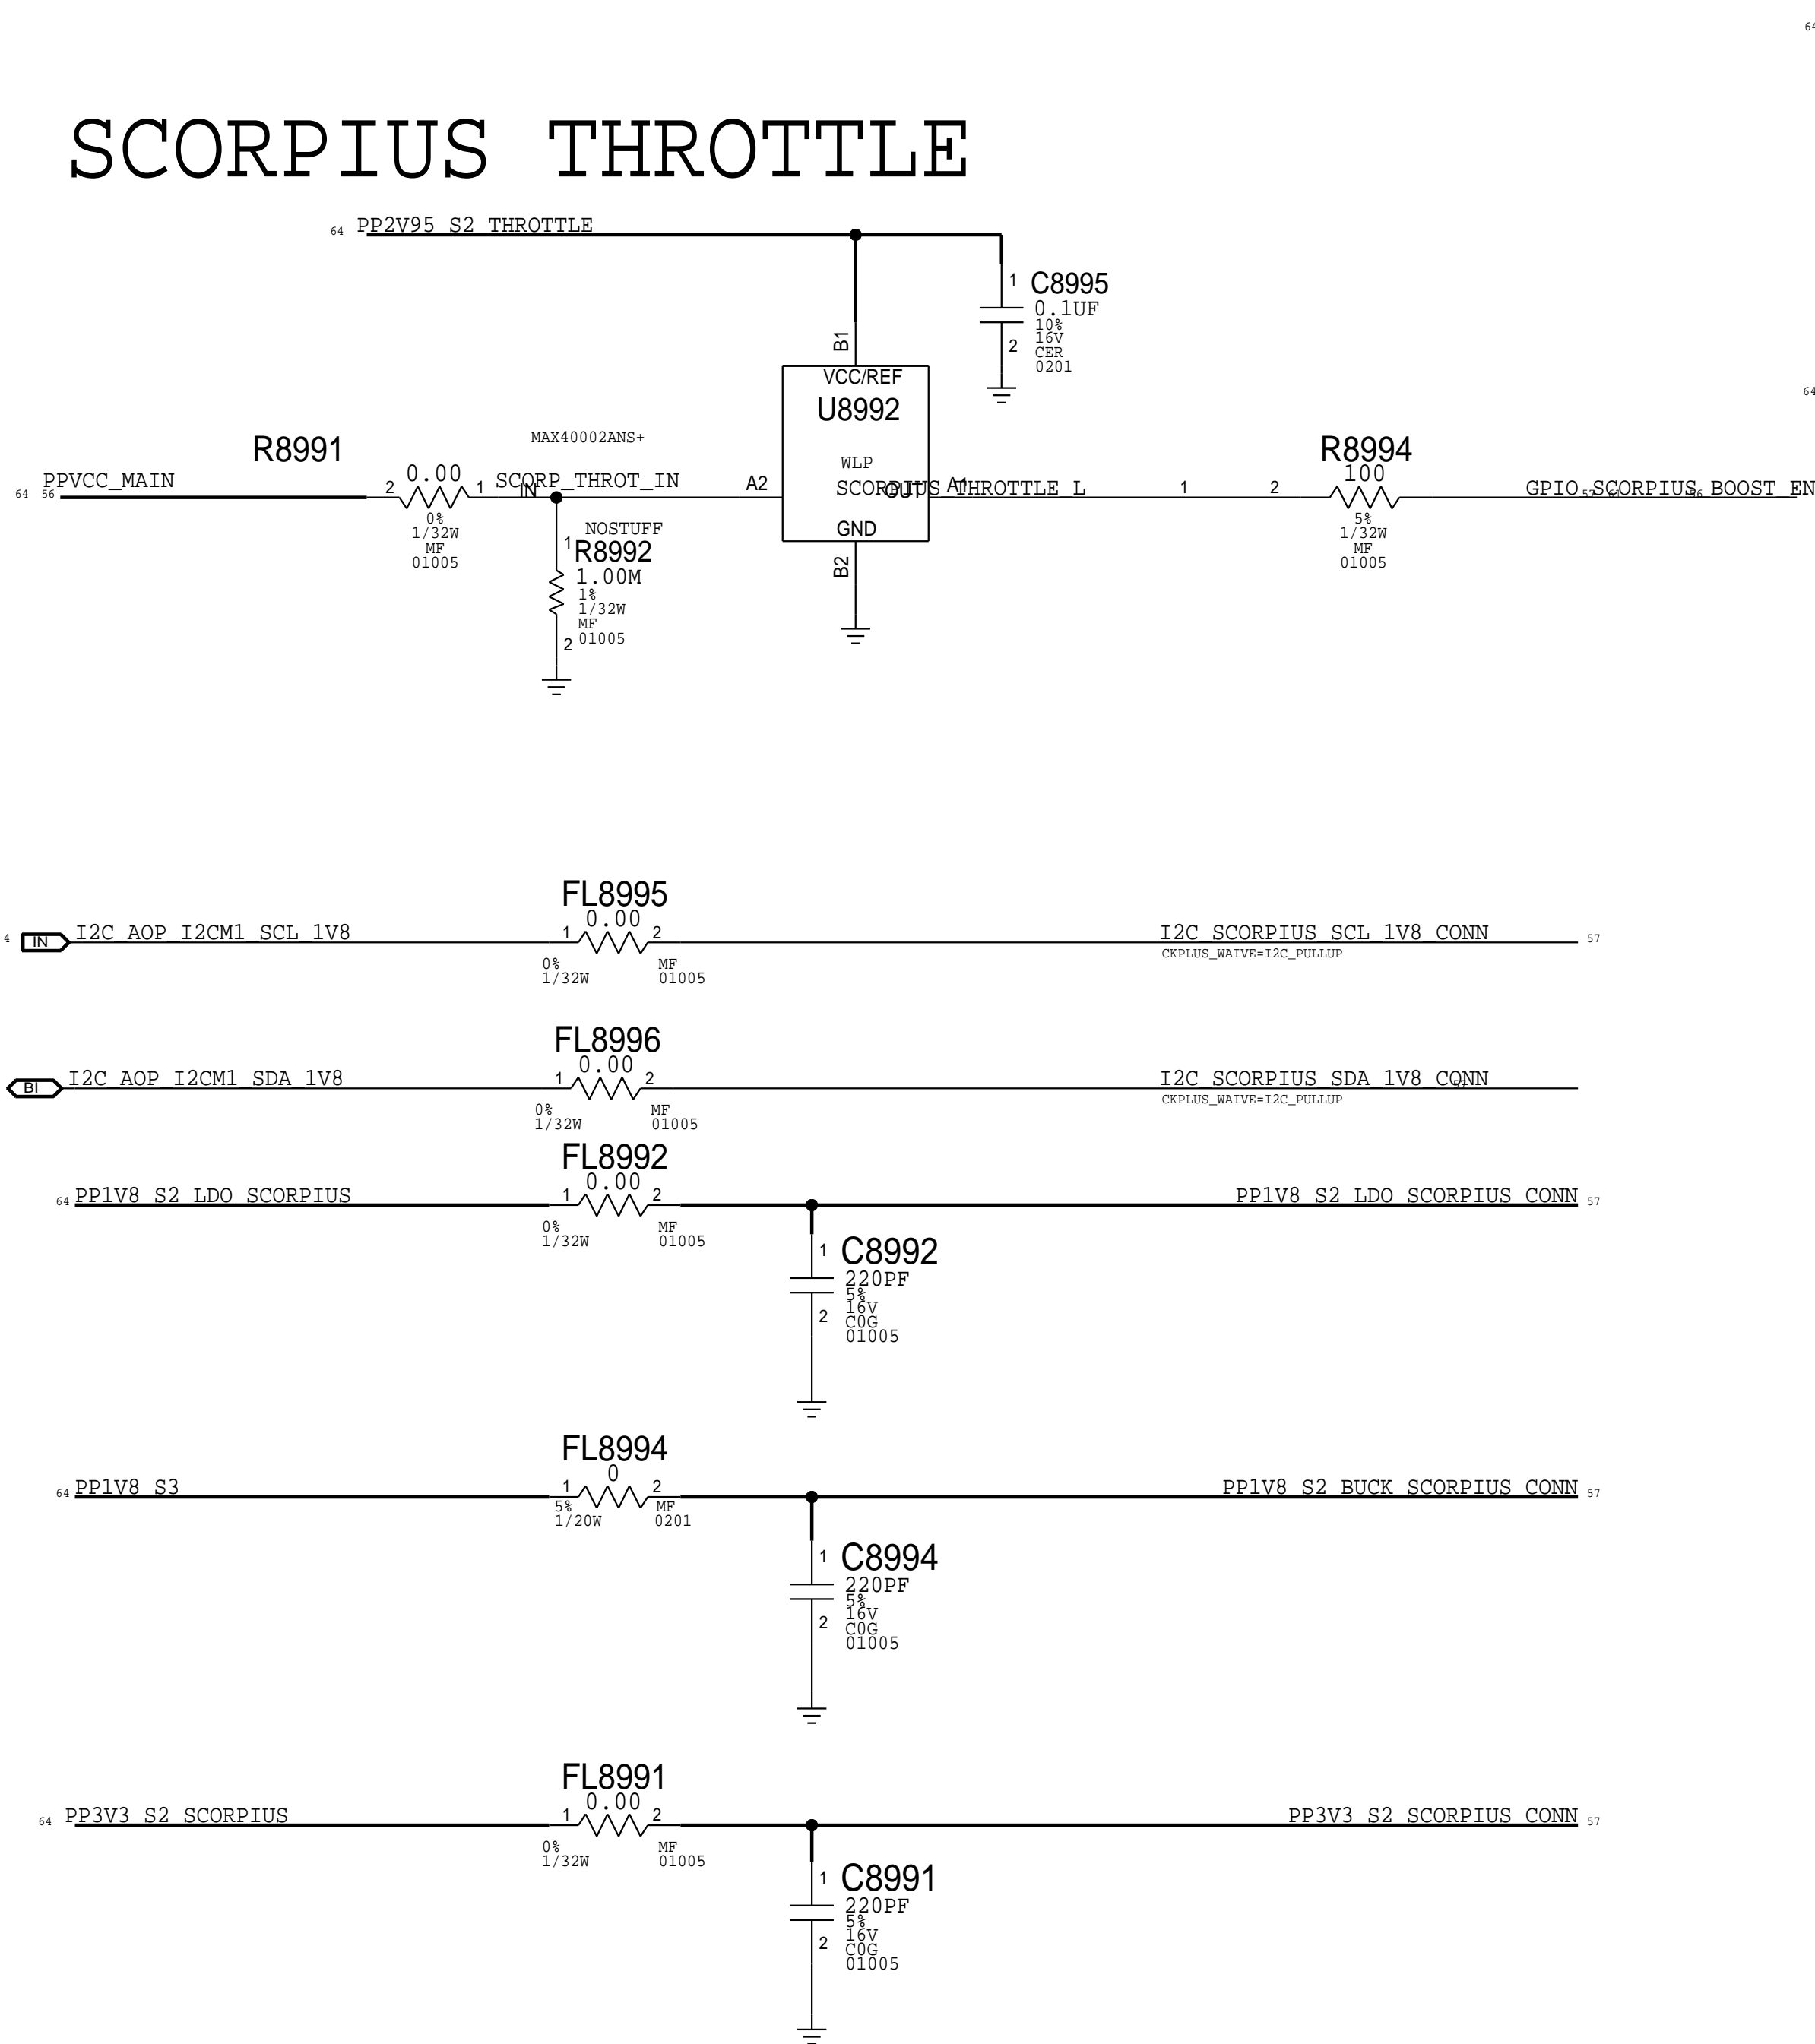 64
SCORPIUS THROTTLE
64 PP2V95_S2_THROTTLE
1 C8995
0.1UF
10%
16V
CER
0201
2
B1
VCC/REF
U8992
64
MAX40002ANS+
WLP
R8991
R8994
64 56 PPVCC_MAIN
2 0.00 1
SCORP_THROT_IN
IN
A2
SCORPIUS_THROTTLE_L
OUT A1
1 2
100
GPIO_SCORPIUS_BOOST_EN
0%
1/32W
MF
01005
5%
1/32W
MF
01005
GND
B2
NOSTUFF
1 R8992
1.00M
1%
1/32W
MF
2 01005
FL8995
4 IN I2C_AOP_I2CM1_SCL_1V8
1 0.00 2
I2C_SCORPIUS_SCL_1V8_CONN 57
CKPLUS_WAIVE=I2C_PULLUP
0% MF
1/32W 01005
FL8996
BI I2C_AOP_I2CM1_SDA_1V8
1 0.00 2
I2C_SCORPIUS_SDA_1V8_CONN
CKPLUS_WAIVE=I2C_PULLUP
0% MF
1/32W 01005
FL8992
64 PP1V8_S2_LDO_SCORPIUS
1 0.00 2
PP1V8_S2_LDO_SCORPIUS_CONN 57
0% MF
1/32W 01005
1 C8992
220PF
5%
16V
2 C0G
01005
FL8994
64 PP1V8_S3
1 0 2
PP1V8_S2_BUCK_SCORPIUS_CONN 57
5% MF
1/20W 0201
1 C8994
220PF
5%
16V
2 C0G
01005
FL8991
64 PP3V3_S2_SCORPIUS
1 0.00 2
PP3V3_S2_SCORPIUS_CONN 57
0% MF
1/32W 01005
1 C8991
220PF
5%
16V
2 C0G
01005